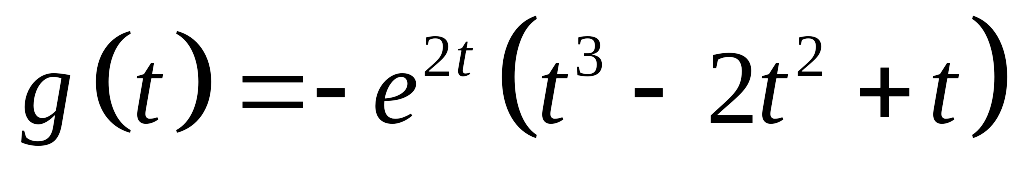 g(t) = - e^{2t} (t^3 - 2t^2 + t)